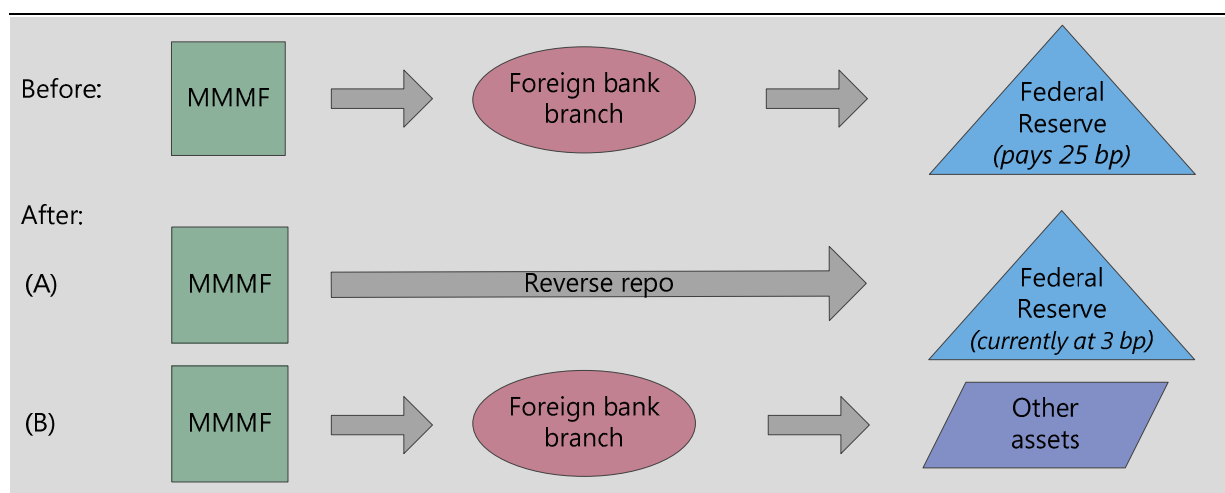 Before:
MMMF
Foreign bank
branch
Federal
Reserve
(pays 25 bp)
After:
(A)
MMMF
Reverse repo
Federal
Reserve
(currently at 3 bp)
(B)
MMMF
Foreign bank
branch
Other
assets